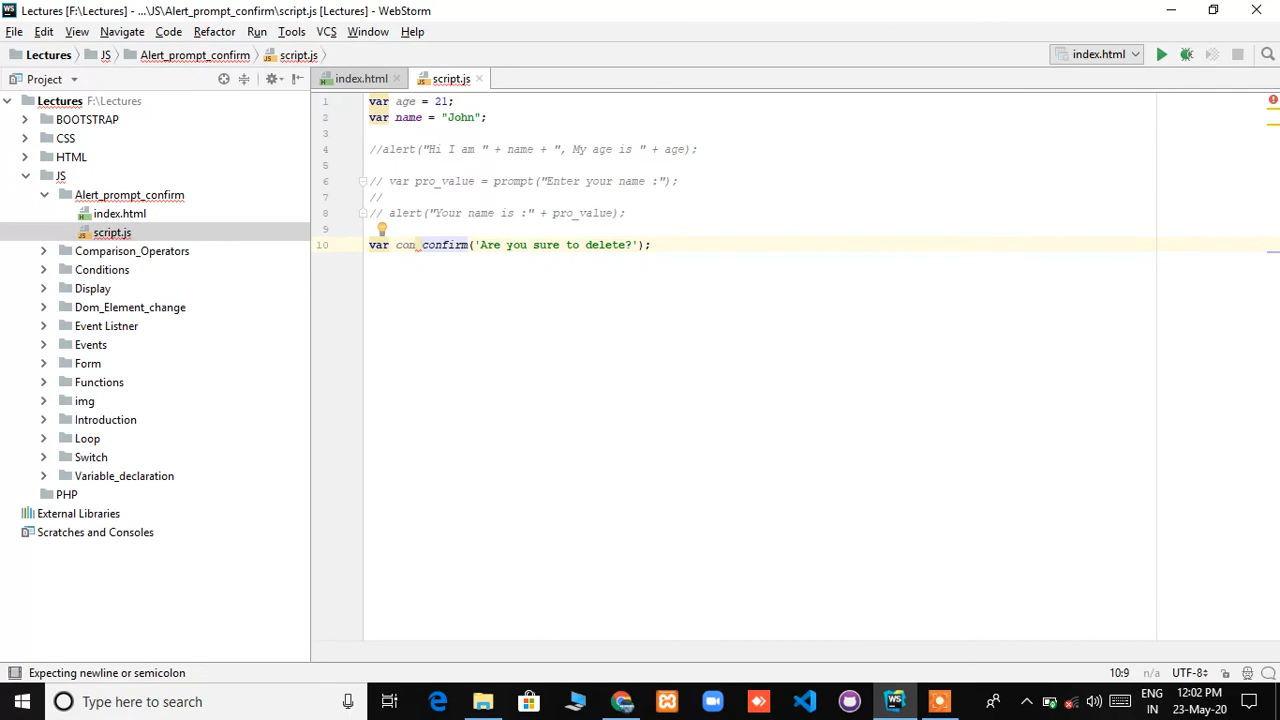 Lectures [F:\Lectures] - ...\JS\Alert_prompt_confirm\script.js [Lectures] - WebStorm
File Edit View Navigate Code Refactor Run Tools VCS Window Help
Lectures JS Alert_prompt_confirm script.js index.html
Project index.html script.js
Lectures F:\Lectures
BOOTSTRAP
CSS
HTML
JS
Alert_prompt_confirm
index.html
script.js
Comparison_Operators
Conditions
Display
Dom_Element_change
Event Listner
Events
Form
Functions
img
Introduction
Loop
Switch
Variable_declaration
PHP
External Libraries
Scratches and Consoles
1 var age = 21;
2 var name = "John";
3
4 //alert("Hi I am " + name + ", My age is " + age);
5
6 // var pro_value = prompt("Enter your name :");
7 //
8 // alert("Your name is :" + pro_value);
9
10 var con confirm('Are you sure to delete?');
Expecting newline or semicolon 10:9 n/a UTF-8
Type here to search
ENG 12:02 PM
IN 23-May-20